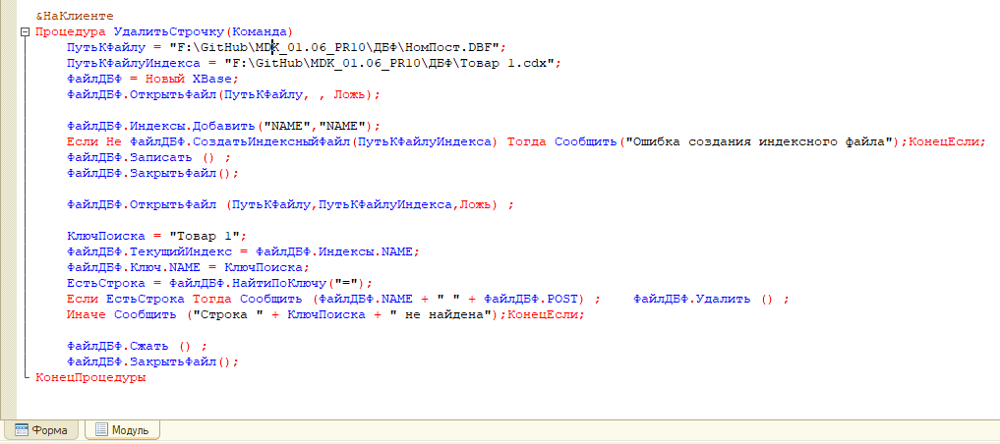 &НаКлиенте
Процедура УдалитьСтрочку(Команда)
ПутьКФайлу = "F:\GitHub\MDK_01.06_PR10\ДБФ\НомПост.DBF";
ПутьКФайлуИндекса = "F:\GitHub\MDK_01.06_PR10\ДБФ\Товар 1.cdx";
ФайлДБФ = Новый XBase;
ФайлДБФ.ОткрытьФайл(ПутьКФайлу, , Ложь);
ФайлДБФ.Индексы.Добавить("NAME","NAME");
Если Не ФайлДБФ.СоздатьИндексныйФайл(ПутьКФайлуИндекса) Тогда Сообщить("Ошибка создания индексного файла");КонецЕсли;
ФайлДБФ.Записать () ;
ФайлДБФ.ЗакрытьФайл();
ФайлДБФ.ОткрытьФайл (ПутьКФайлу,ПутьКФайлуИндекса,Ложь) ;
КлючПоиска = "Товар 1";
ФайлДБФ.ТекущийИндекс = ФайлДБФ.Индексы.NAME;
ФайлДБФ.Ключ.NAME = КлючПоиска;
ЕстьСтрока = ФайлДБФ.НайтиПоКлючу("=");
Если ЕстьСтрока Тогда Сообщить (ФайлДБФ.NAME + " " + ФайлДБФ.POST) ;    ФайлДБФ.Удалить () ;
Иначе Сообщить ("Строка " + КлючПоиска + " не найдена");КонецЕсли;
ФайлДБФ.Сжать () ;
ФайлДБФ.ЗакрытьФайл();
КонецПроцедуры
Форма Модуль